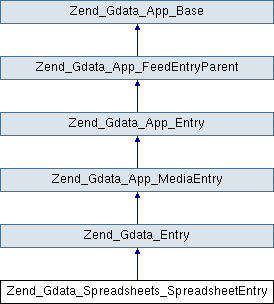 Zend_Gdata_App_Base
Zend_Gdata_App_FeedEntryParent
Zend_Gdata_App_Entry
Zend_Gdata_App_MediaEntry
Zend_Gdata_Entry
Zend_Gdata_Spreadsheets_SpreadsheetEntry